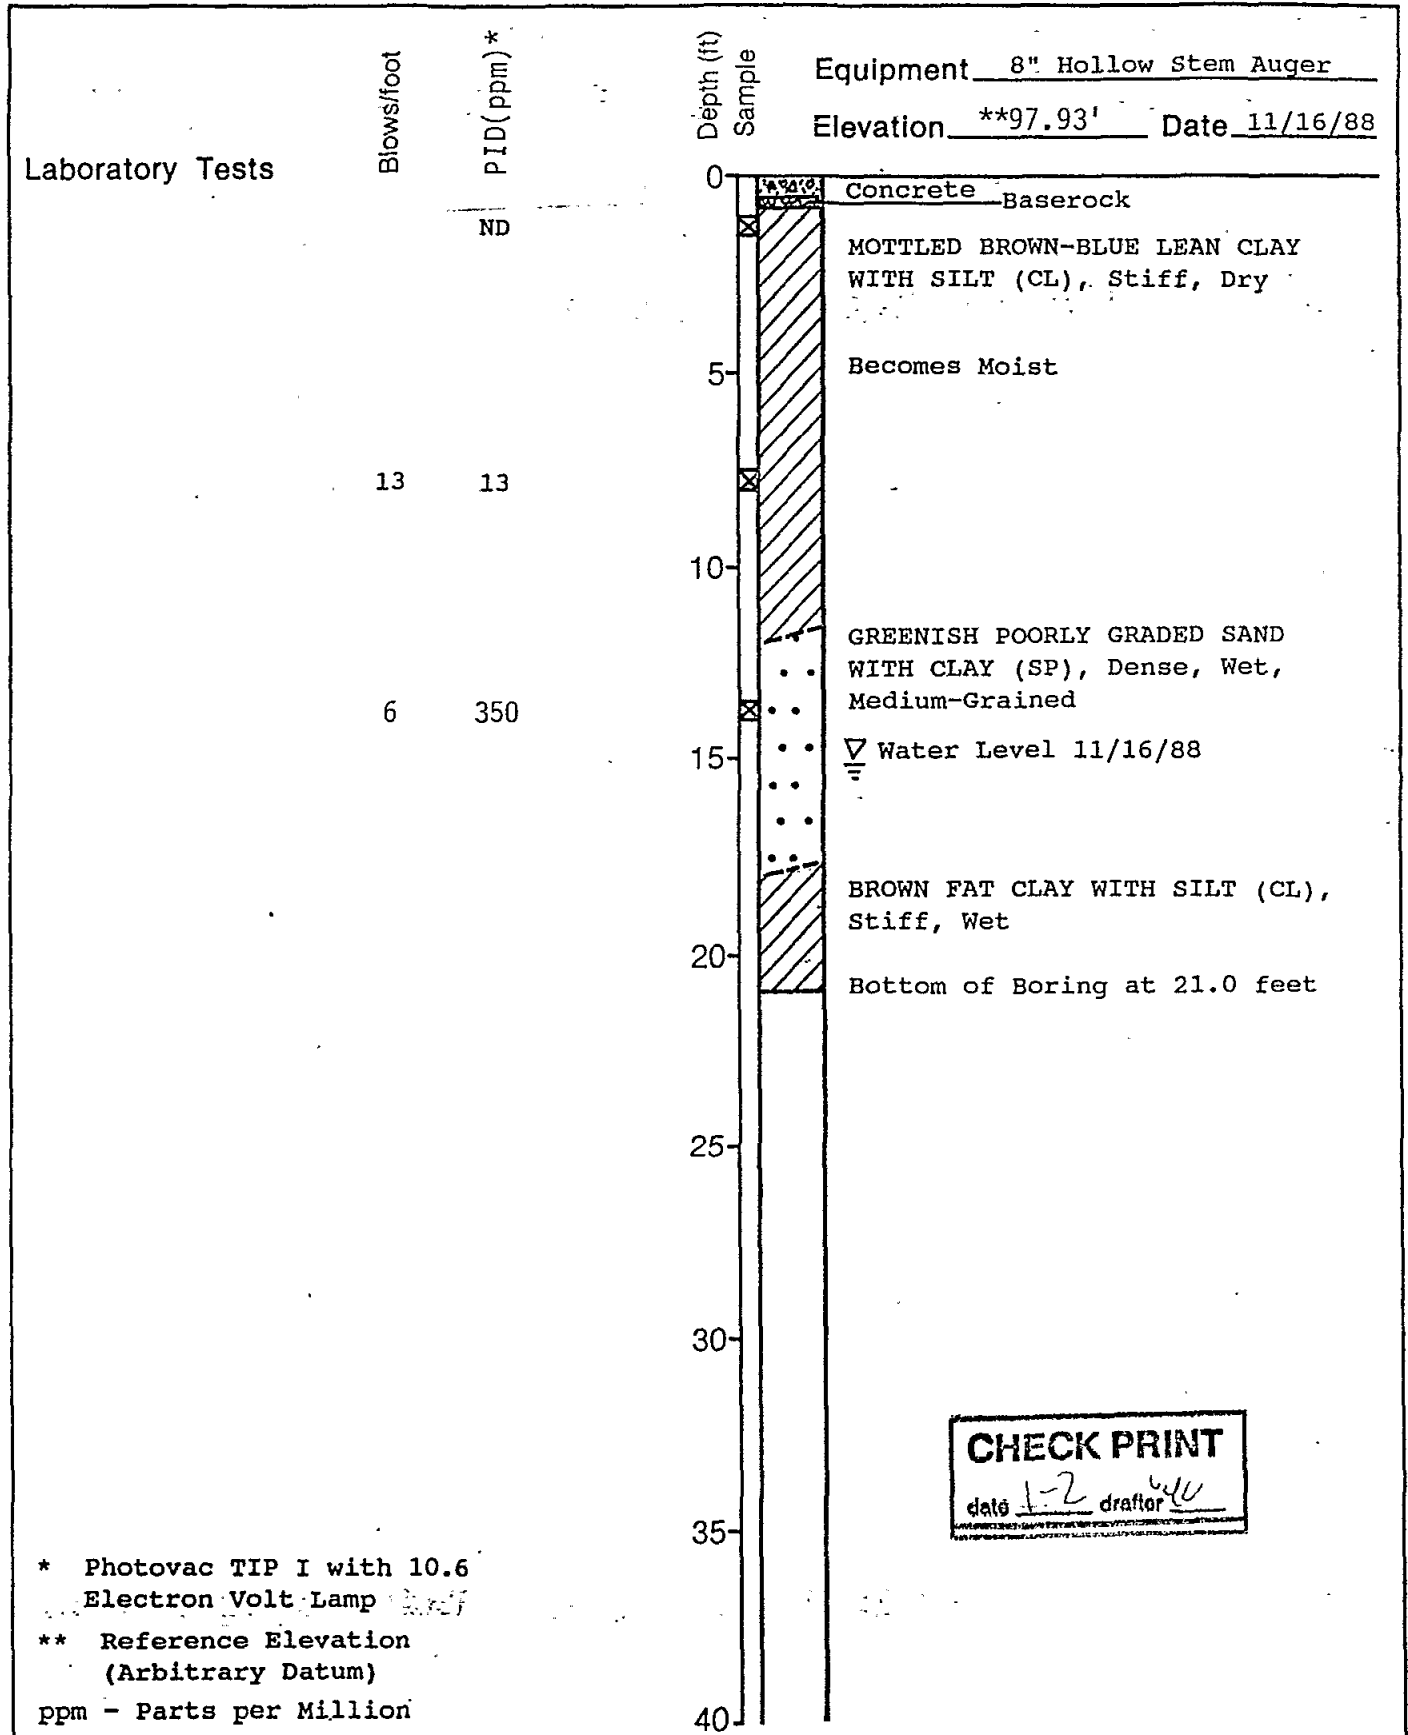 Laboratory Tests
Blows/foot
PID(ppm)*
Depth (ft)
Sample
Equipment 8" Hollow Stem Auger
Elevation **97.93' Date 11/16/88
0
Concrete
Baserock
ND
MOTTLED BROWN-BLUE LEAN CLAY
WITH SILT (CL), Stiff, Dry
5
Becomes Moist
13 13
10
GREENISH POORLY GRADED SAND
WITH CLAY (SP), Dense, Wet,
Medium-Grained
6 350
15
Water Level 11/16/88
BROWN FAT CLAY WITH SILT (CL),
Stiff, Wet
20
Bottom of Boring at 21.0 feet
25
30
CHECK PRINT
date 1-2 drafter
35
* Photovac TIP I with 10.6
Electron Volt Lamp
** Reference Elevation
(Arbitrary Datum)
ppm - Parts per Million
40